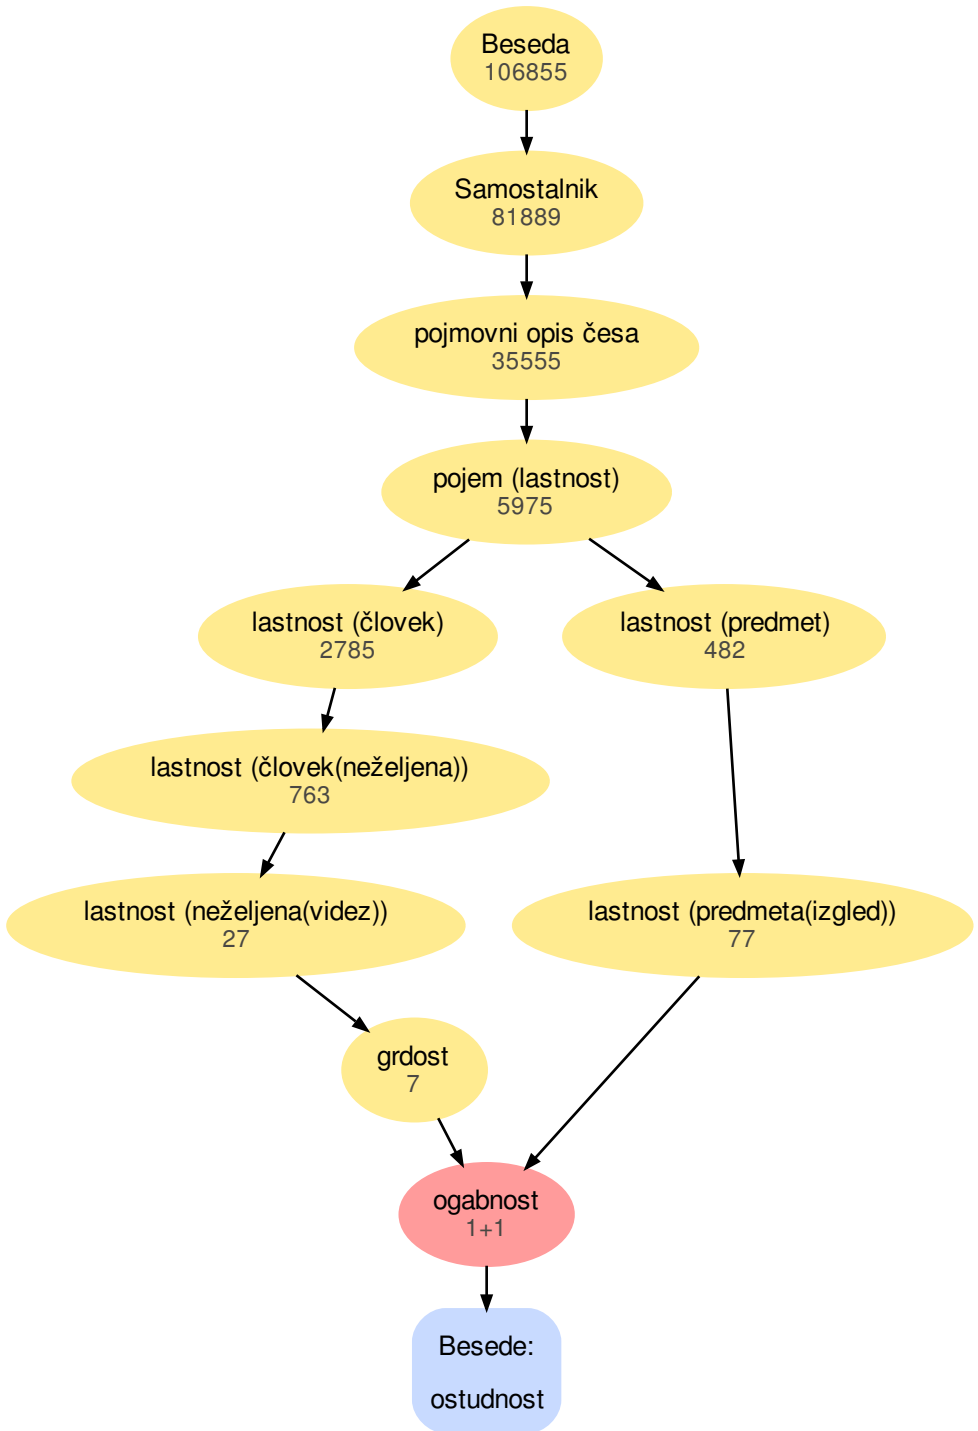 Beseda
106855
Samostalnik
81889
pojmovni opis česa
35555
pojem (lastnost)
5975
lastnost (človek)
2785
lastnost (predmet)
482
lastnost (človek(neželjena))
763
lastnost (neželjena(videz))
27
lastnost (predmeta(izgled))
77
grdost
7
ogabnost
1+1
Besede:
ostudnost